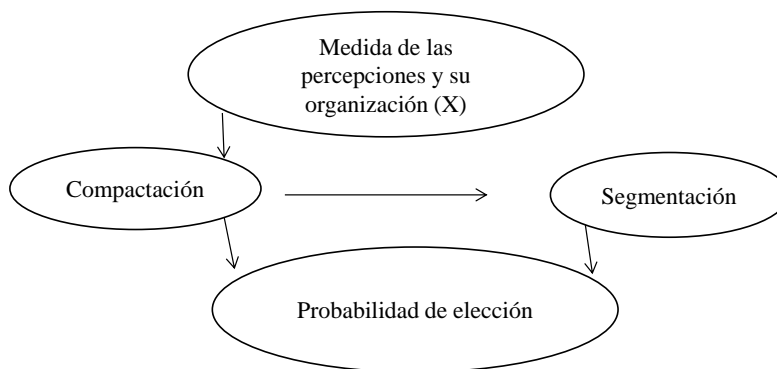 Medida de las
percepciones y su
organización (X)
Compactación
Segmentación
Probabilidad de elección